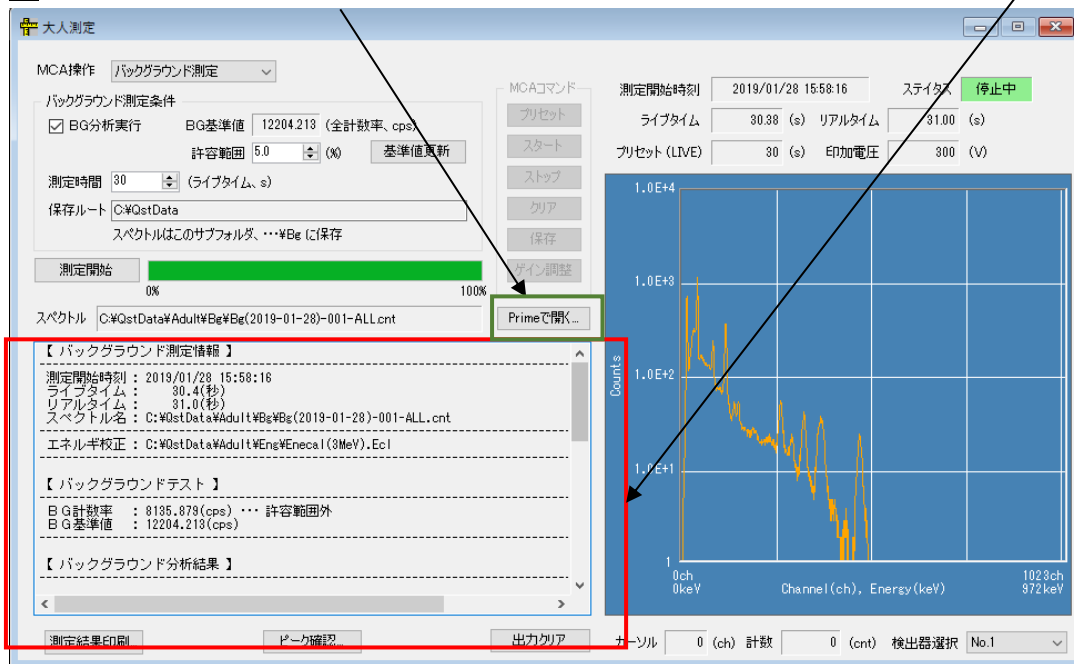 大人測定
MCA操作 バックグラウンド測定
バックグラウンド測定条件
BG分析実行 BG基準値 12204.213 (全計数率、cps)
許容範囲 5.0 (%) 基準値更新
測定時間 30 (ライブタイム、s)
保存ルート C:¥QstData
スペクトルはこのサブフォルダ、・・・¥Bg に保存
測定開始
0% 100%
スペクトル C:¥QstData¥Adult¥Bg¥Bg(2019-01-28)-001-ALL.cnt
MCAコマンド
プリセット
スタート
ストップ
クリア
保存
ゲイン調整
Primeで開く...
【 バックグラウンド測定情報 】
測定開始時刻 : 2019/01/28 15:58:16
ライブタイム : 30.4(秒)
リアルタイム : 31.0(秒)
スペクトル名 : C:¥QstData¥Adult¥Bg¥Bg(2019-01-28)-001-ALL.cnt
エネルギ校正 : C:¥QstData¥Adult¥Eng¥Enecal(3MeV).Ecl
【 バックグラウンドテスト 】
BG計数率 : 8135.879(cps) ・・・ 許容範囲外
BG基準値 : 12204.213(cps)
【 バックグラウンド分析結果 】
測定結果印刷... ピーク確認... 出力クリア
測定開始時刻 2019/01/28 15:58:16 ステイタス 停止中
ライブタイム 30.38 (s) リアルタイム 31.00 (s)
プリセット(LIVE) 30 (s) 印加電圧 300 (V)
1.0E+4
1.0E+3
1.0E+2
1.0E+1
1
Counts
0ch 1023ch
0keV Channel(ch), Energy(keV) 972keV
カーソル 0 (ch) 計数 0 (cnt) 検出器選択 No.1